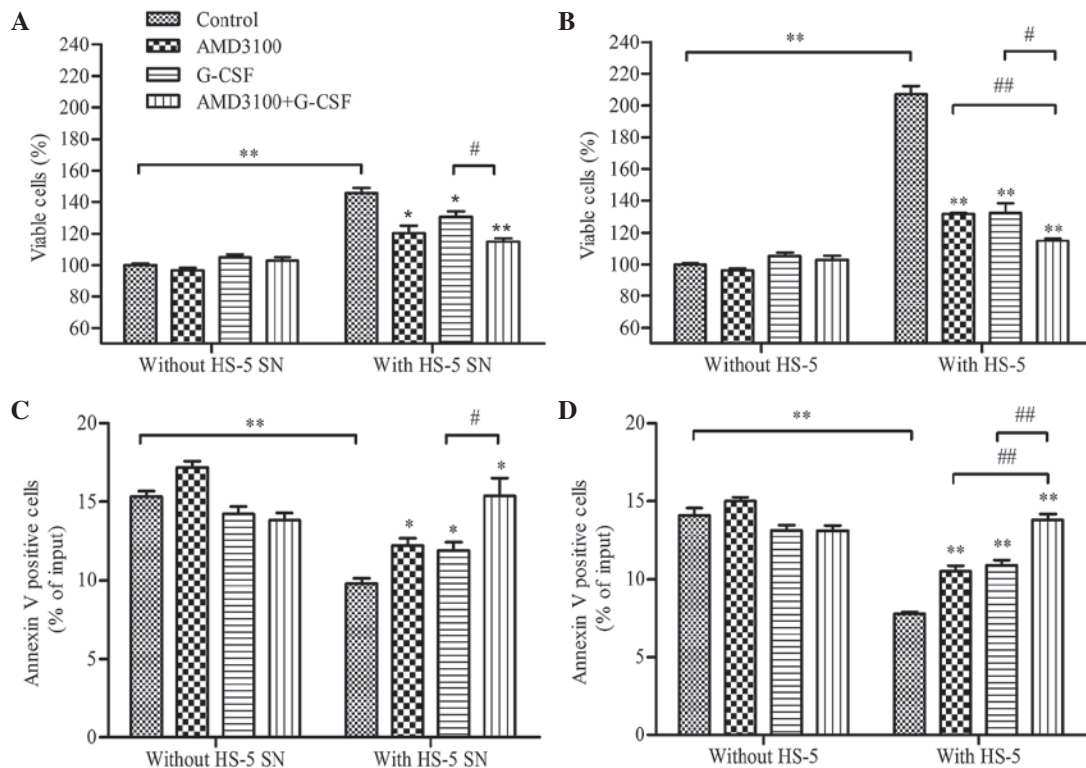 A
Control
AMD3100
G-CSF
AMD3100+G-CSF
240
220
200
180
160
140
120
100
80
60
Viable cells (%)
**
*
*
#
**
Without HS-5 SN
With HS-5 SN
B
240
220
200
180
160
140
120
100
80
60
Viable cells (%)
**
#
##
**
**
**
Without HS-5
With HS-5
C
20
15
10
5
0
Annexin V positive cells
(% of input)
**
#
*
*
*
Without HS-5 SN
With HS-5 SN
D
20
15
10
5
0
Annexin V positive cells
(% of input)
**
##
##
**
**
**
Without HS-5
With HS-5